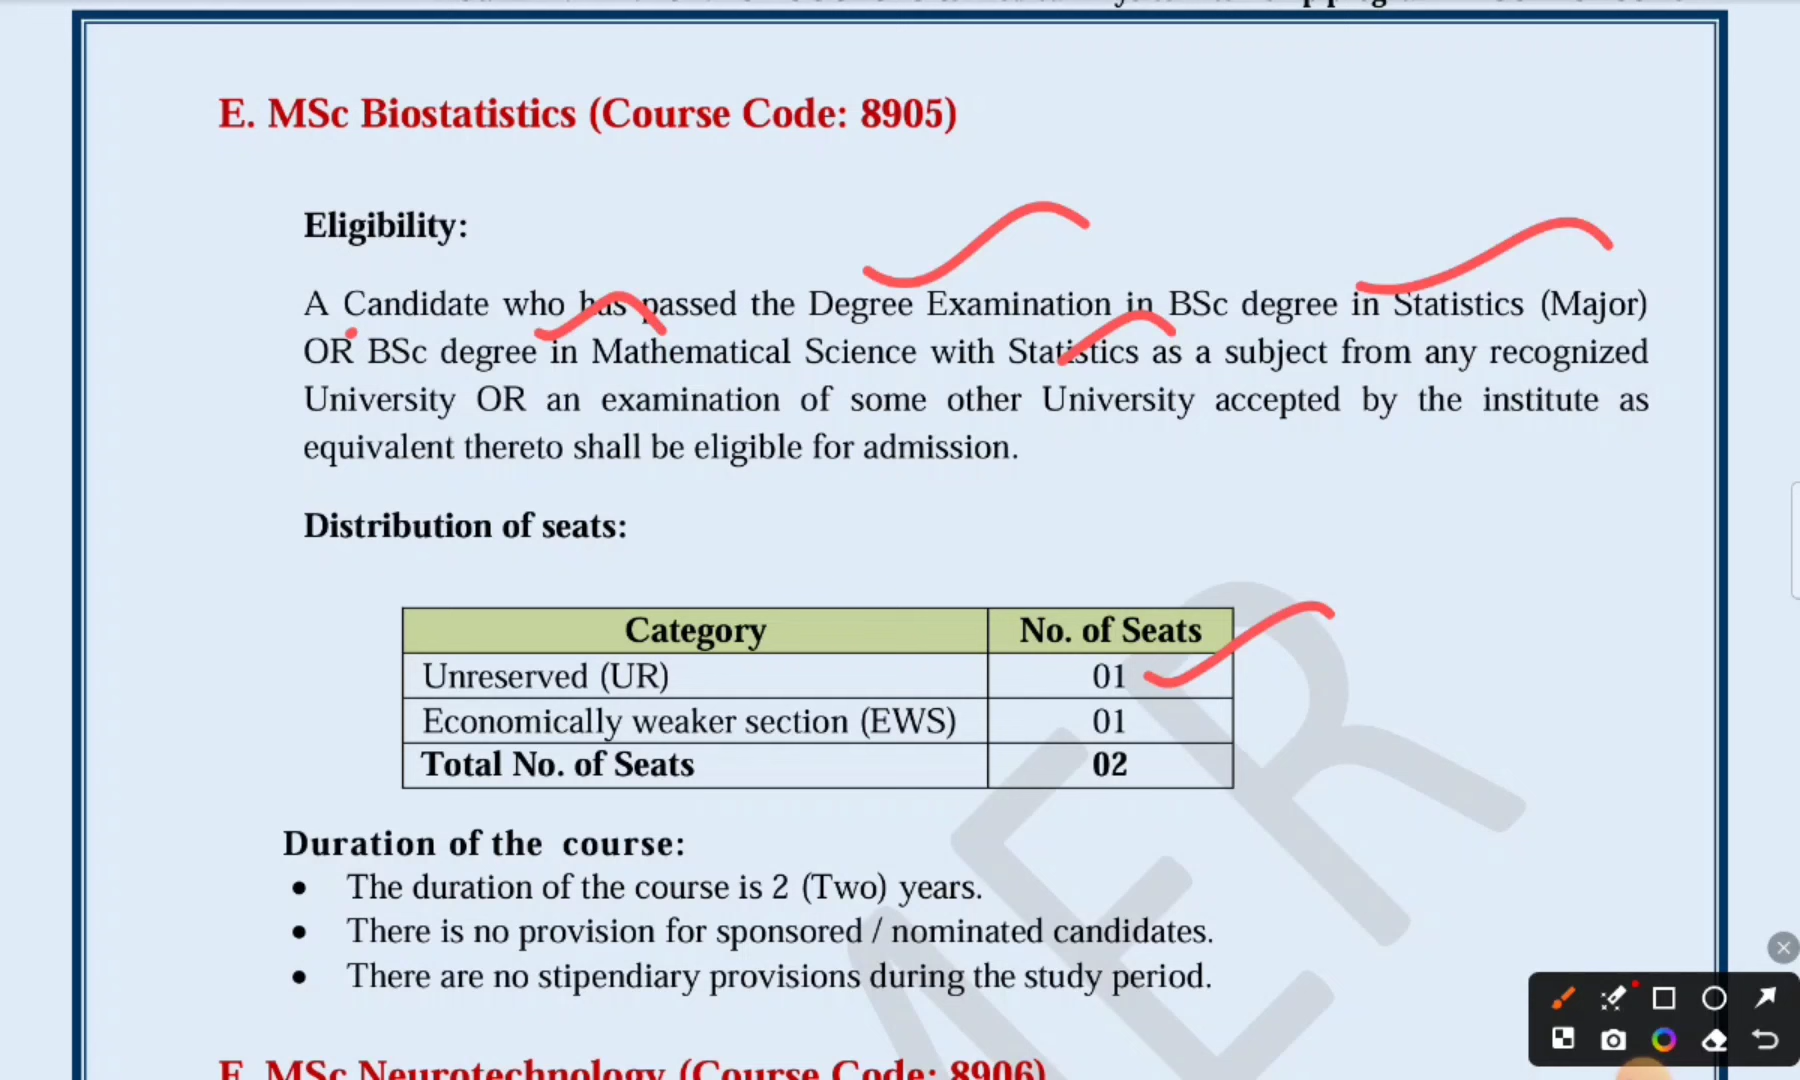 E. MSc Biostatistics (Course Code: 8905)
Eligibility:
A Candidate who has passed the Degree Examination in BSc degree in Statistics (Major)
OR BSc degree in Mathematical Science with Statistics as a subject from any recognized
University OR an examination of some other University accepted by the institute as
equivalent thereto shall be eligible for admission.
Distribution of seats:
Category No. of Seats
Unreserved (UR) 01
Economically weaker section (EWS) 01
Total No. of Seats 02
Duration of the course:
• The duration of the course is 2 (Two) years.
• There is no provision for sponsored / nominated candidates.
• There are no stipendiary provisions during the study period.
F. MSc Neurotechnology (Course Code: 8906)
MER